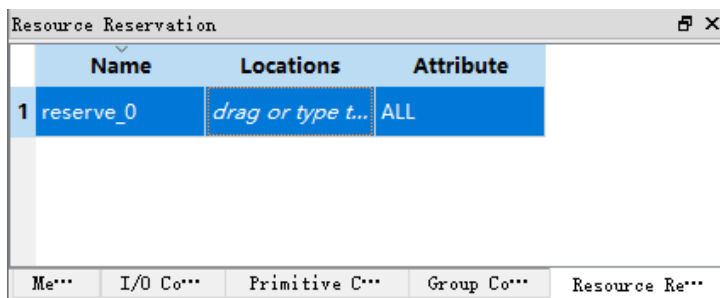 Resource Reservation
Name Locations Attribute
1 reserve_0 drag or type t... ALL
Me... I/O Co... Primitive C... Group Co... Resource Re...